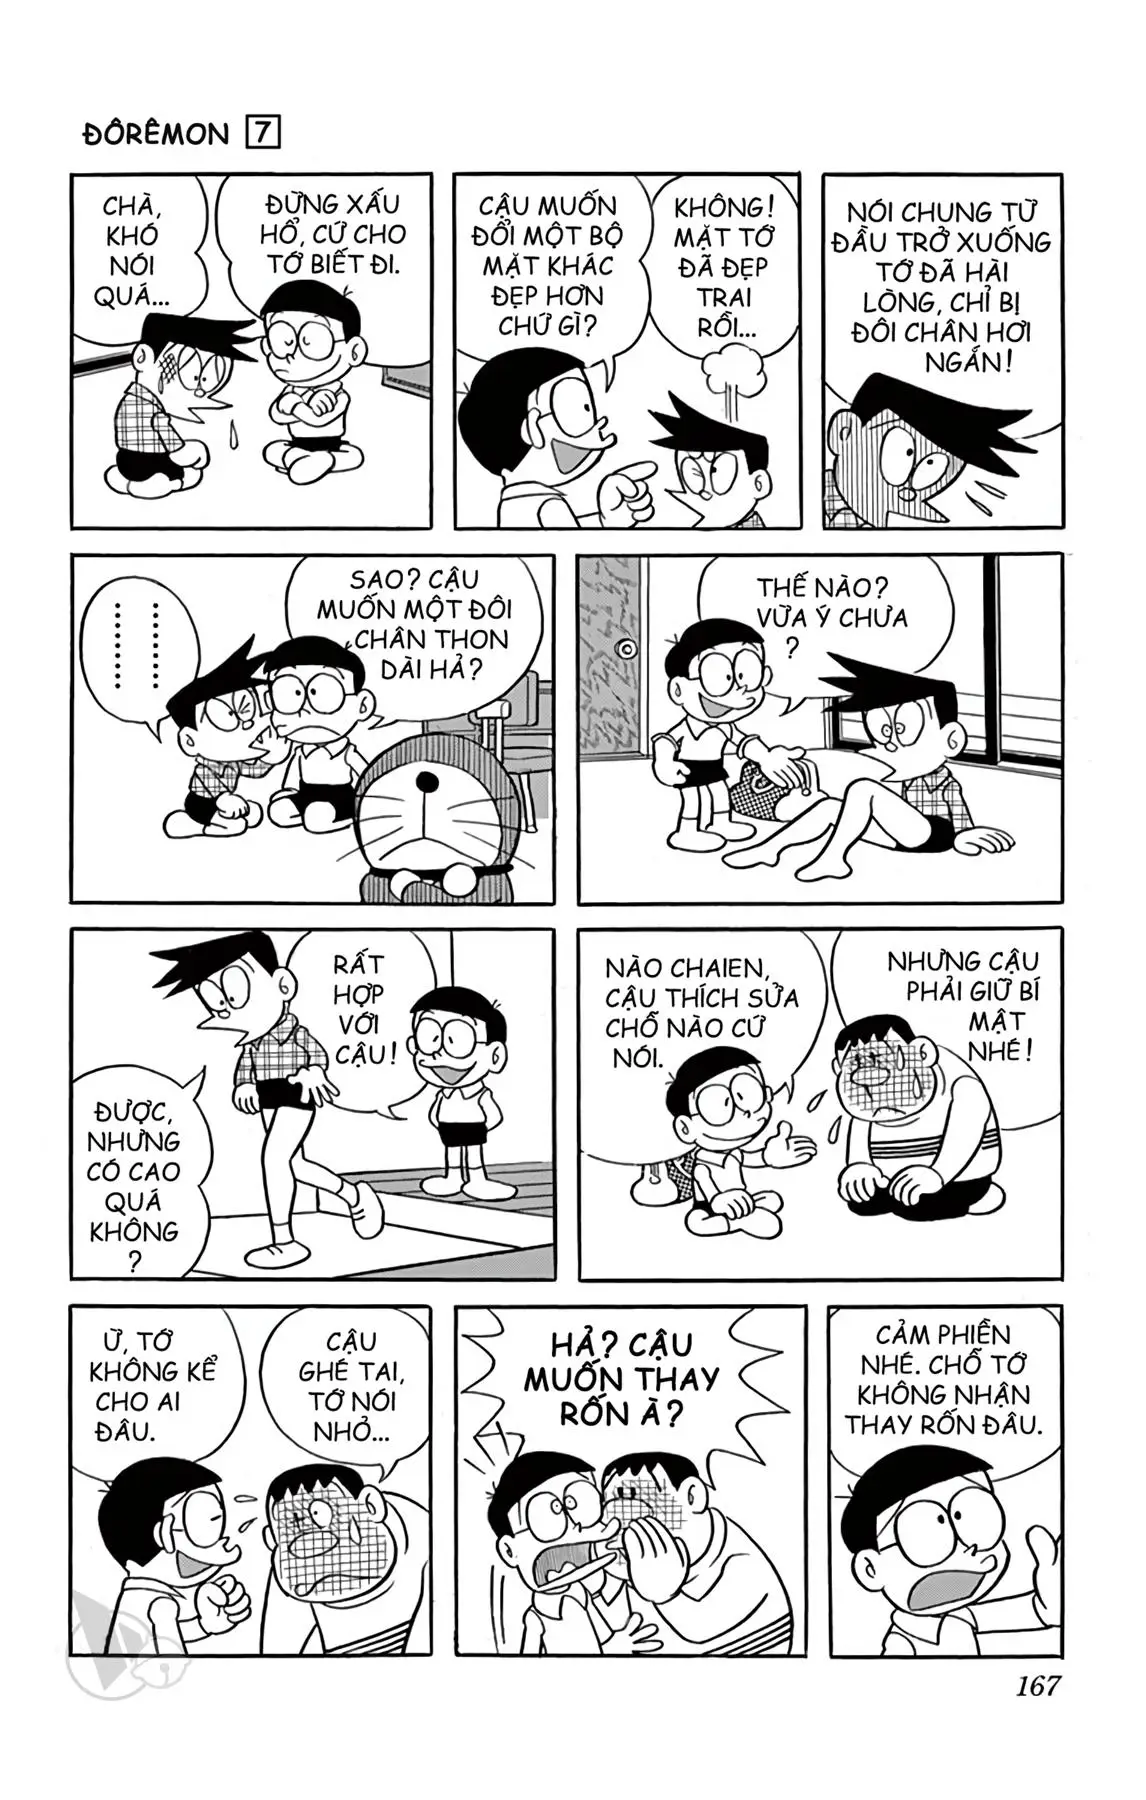 ĐÔRÊMON 7
CHÀ,
KHÓ
NÓI
QUÁ...
ĐỪNG XẤU
HỔ, CỨ CHO
TỚ BIẾT ĐI.
CẬU MUỐN
ĐỔI MỘT BỘ
MẶT KHÁC
ĐẸP HƠN
CHỨ GÌ?
KHÔNG!
MẶT TỚ
ĐÃ ĐẸP
TRAI
RỒI...
NÓI CHUNG TỪ
ĐẦU TRỞ XUỐNG
TỚ ĐÃ HÀI
LÒNG, CHỈ BỊ
ĐÔI CHÂN HƠI
NGẮN!
SAO? CẬU
MUỐN MỘT ĐÔI
CHÂN THON
DÀI HẢ?
THẾ NÀO?
VỮA Ý CHƯA
?
ĐƯỢC,
NHƯNG
CÓ CAO
QUÁ
KHÔNG
?
RẤT
HỢP
VỚI
CẬU!
NÀO CHAIEN,
CẬU THÍCH SỬA
CHỖ NÀO CỨ
NÓI.
NHƯNG CẬU
PHẢI GIỮ BÍ
MẬT
NHÉ!
Ừ, TỚ
KHÔNG KỂ
CHO AI
ĐÂU.
CẬU
GHÉ TAI,
TỚ NÓI
NHỎ...
HẢ? CẬU
MUỐN THAY
RỐN À?
CẢM PHIỀN
NHÉ. CHỖ TỚ
KHÔNG NHẬN
THAY RỐN ĐÂU.
167